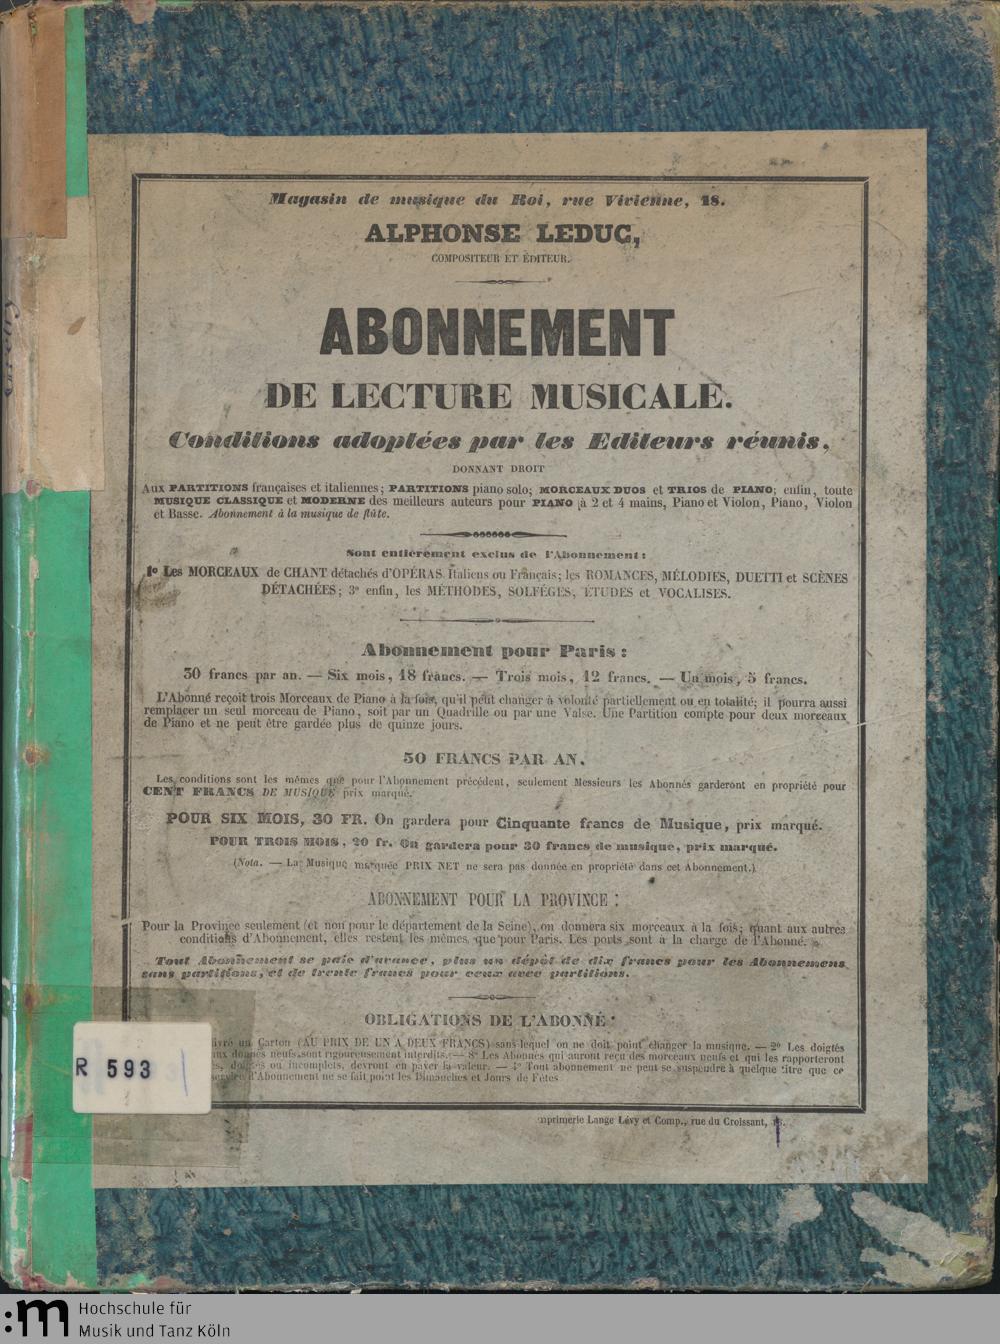 Magasin de musique du Roi, rue Vivienne, 18.
ALPHONSE LEDUC,
COMPOSITEUR ET ÉDITEUR.
ABONNEMENT
DE LECTURE MUSICALE.
Conditions adoptées par les Editeurs réunis,
DONNANT DROIT
Aux PARTITIONS françaises et italiennes; PARTITIONS piano solo; MORCEAUX DUOS et TRIOS de PIANO; enfin, toute
MUSIQUE CLASSIQUE et MODERNE des meilleurs auteurs pour PIANO à 2 et 4 mains, Piano et Violon, Piano, Violon
et Basse. Abonnement à la musique de flûte.
Sont entièrement exclus de l'Abonnement:
1º Les MORCEAUX de CHANT détachés d'OPÉRAS Italiens ou Français; les ROMANCES, MÉLODIES, DUETTI et SCÈNES
DÉTACHÉES; 3º enfin, les MÉTHODES, SOLFÉGES, ÉTUDES et VOCALISES.
Abonnement pour Paris:
30 francs par an. — Six mois, 18 francs. — Trois mois, 12 francs. — Un mois, 5 francs.
L'Abonné reçoit trois Morceaux de Piano à la fois, qu'il peut changer à volonté partiellement ou en totalité; il pourra aussi
remplacer un seul morceau de Piano, soit par un Quadrille ou par une Valse. Une Partition compte pour deux morceaux
de Piano et ne peut être gardée plus de quinze jours.
50 FRANCS PAR AN.
Les conditions sont les mêmes que pour l'Abonnement précédent, seulement Messieurs les Abonnés garderont en propriété pour
CENT FRANCS DE MUSIQUE prix marqué.
POUR SIX MOIS, 30 FR. On gardera pour Cinquante francs de Musique, prix marqué.
POUR TROIS MOIS, 20 fr. On gardera pour 30 francs de musique, prix marqué.
(Nota. — La Musique marquée PRIX NET ne sera pas donnée en propriété dans cet Abonnement.)
ABONNEMENT POUR LA PROVINCE:
Pour la Province seulement (et non pour le département de la Seine), on donnera six morceaux à la fois; quant aux autres
conditions d'Abonnement, elles restent les mêmes que pour Paris. Les ports sont à la charge de l'Abonné.
Tout Abonnement se paie d'avance, plus un dépôt de dix francs pour les Abonnemens
sans partitions, et de trente francs pour ceux avec partitions.
OBLIGATIONS DE L'ABONNÉ:
livré un Carton (AU PRIX DE UN A DEUX FRANCS) sans lequel on ne doit point changer la musique. — 2º Les doigtés
aux donnés neufs sont rigoureusement interdits. — 3º Les Abonnés qui auront reçu des morceaux neufs et qui les rapporteront
doigtés ou incomplets, devront en payer la valeur. — 4º Tout abonnement ne peut se suspendre à quelque titre que ce
service d'Abonnement ne se fait point les Dimanches et Jours de Fêtes
R 593
Imprimerie Lange Lévy et Comp., rue du Croissant,
:m Hochschule für
Musik und Tanz Köln